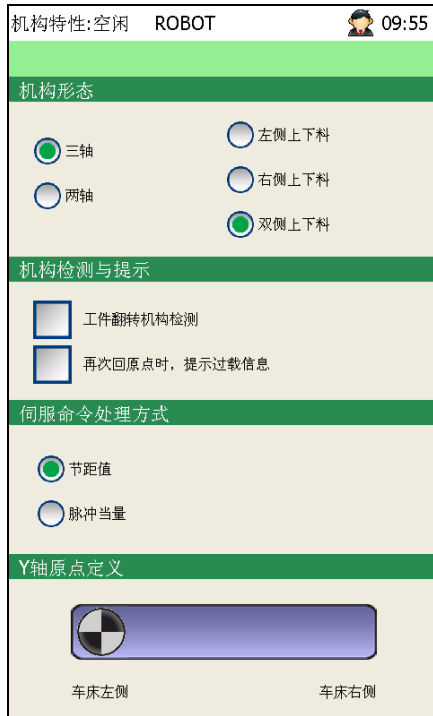 机构特性:空闲 ROBOT 09:55
机构形态
三轴
两轴
左侧上下料
右侧上下料
双侧上下料
机构检测与提示
工件翻转机构检测
再次回原点时，提示过载信息
伺服命令处理方式
节距值
脉冲当量
Y轴原点定义
车床左侧 车床右侧